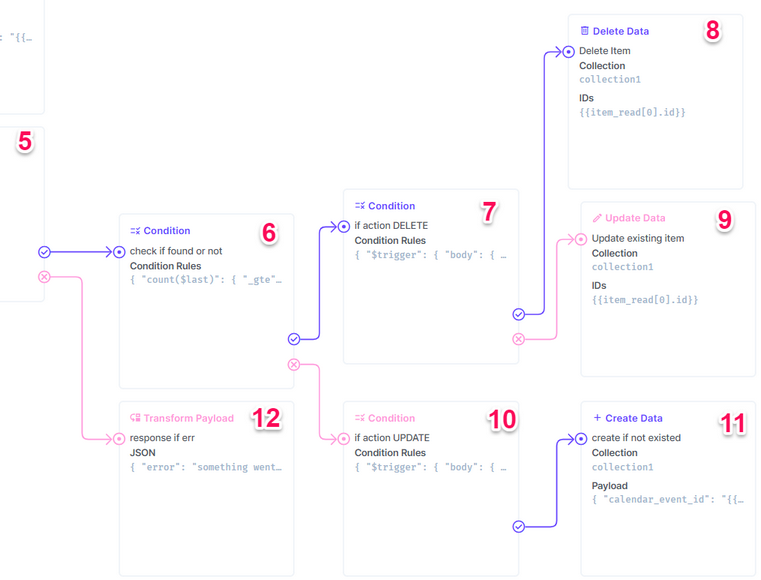 : "{{…
5
Condition
6
check if found or not
Condition Rules
{ "count($last)": { "_gte"…
Condition
7
if action DELETE
Condition Rules
{ "$trigger": { "body": { …
Delete Data
8
Delete Item
Collection
collection1
IDs
{{item_read[0].id}}
Update Data
9
Update existing item
Collection
collection1
IDs
{{item_read[0].id}}
Transform Payload
12
response if err
JSON
{ "error": "something went…
Condition
10
if action UPDATE
Condition Rules
{ "$trigger": { "body": { …
Create Data
11
create if not existed
Collection
collection1
Payload
{ "calendar_event_id": "{{…